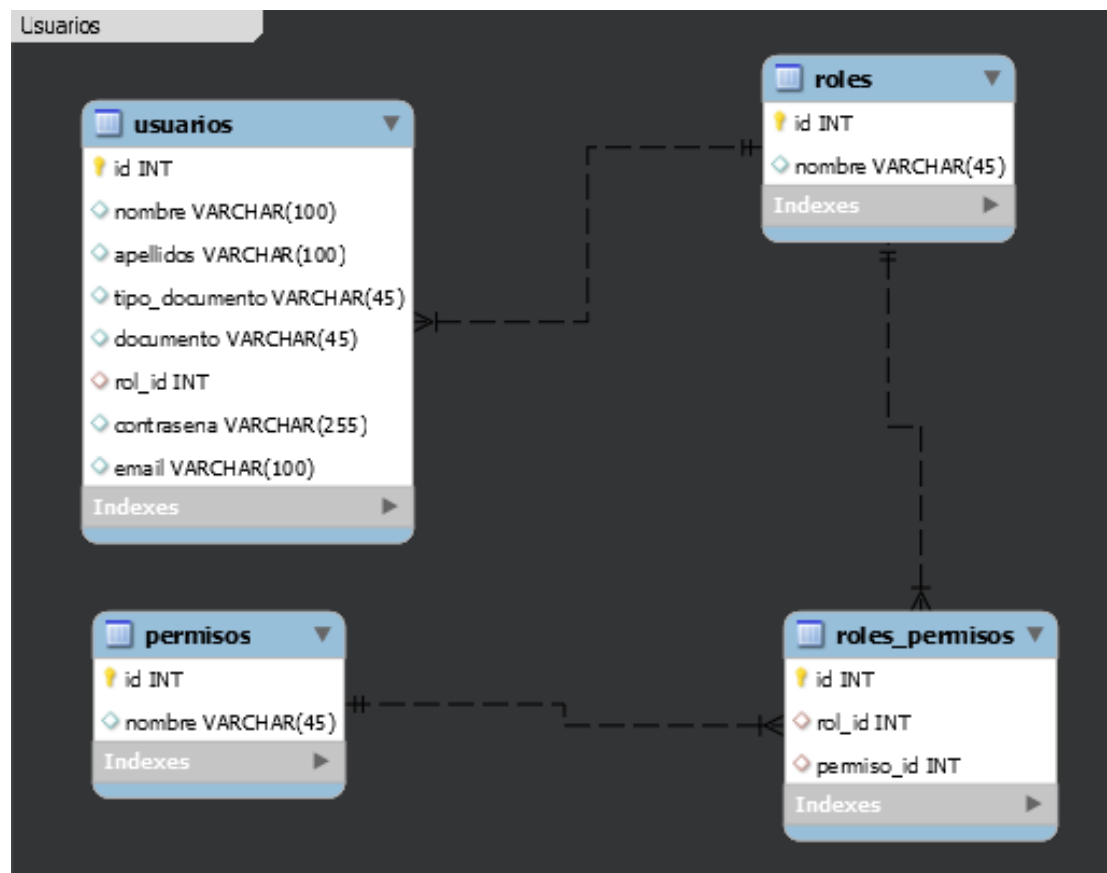 Usuarios
usuarios
id INT
nombre VARCHAR(100)
apellidos VARCHAR(100)
tipo_documento VARCHAR(45)
documento VARCHAR(45)
rol_id INT
contrasena VARCHAR(255)
email VARCHAR(100)
Indexes
roles
id INT
nombre VARCHAR(45)
Indexes
permisos
id INT
nombre VARCHAR(45)
Indexes
roles_permisos
id INT
rol_id INT
permiso_id INT
Indexes